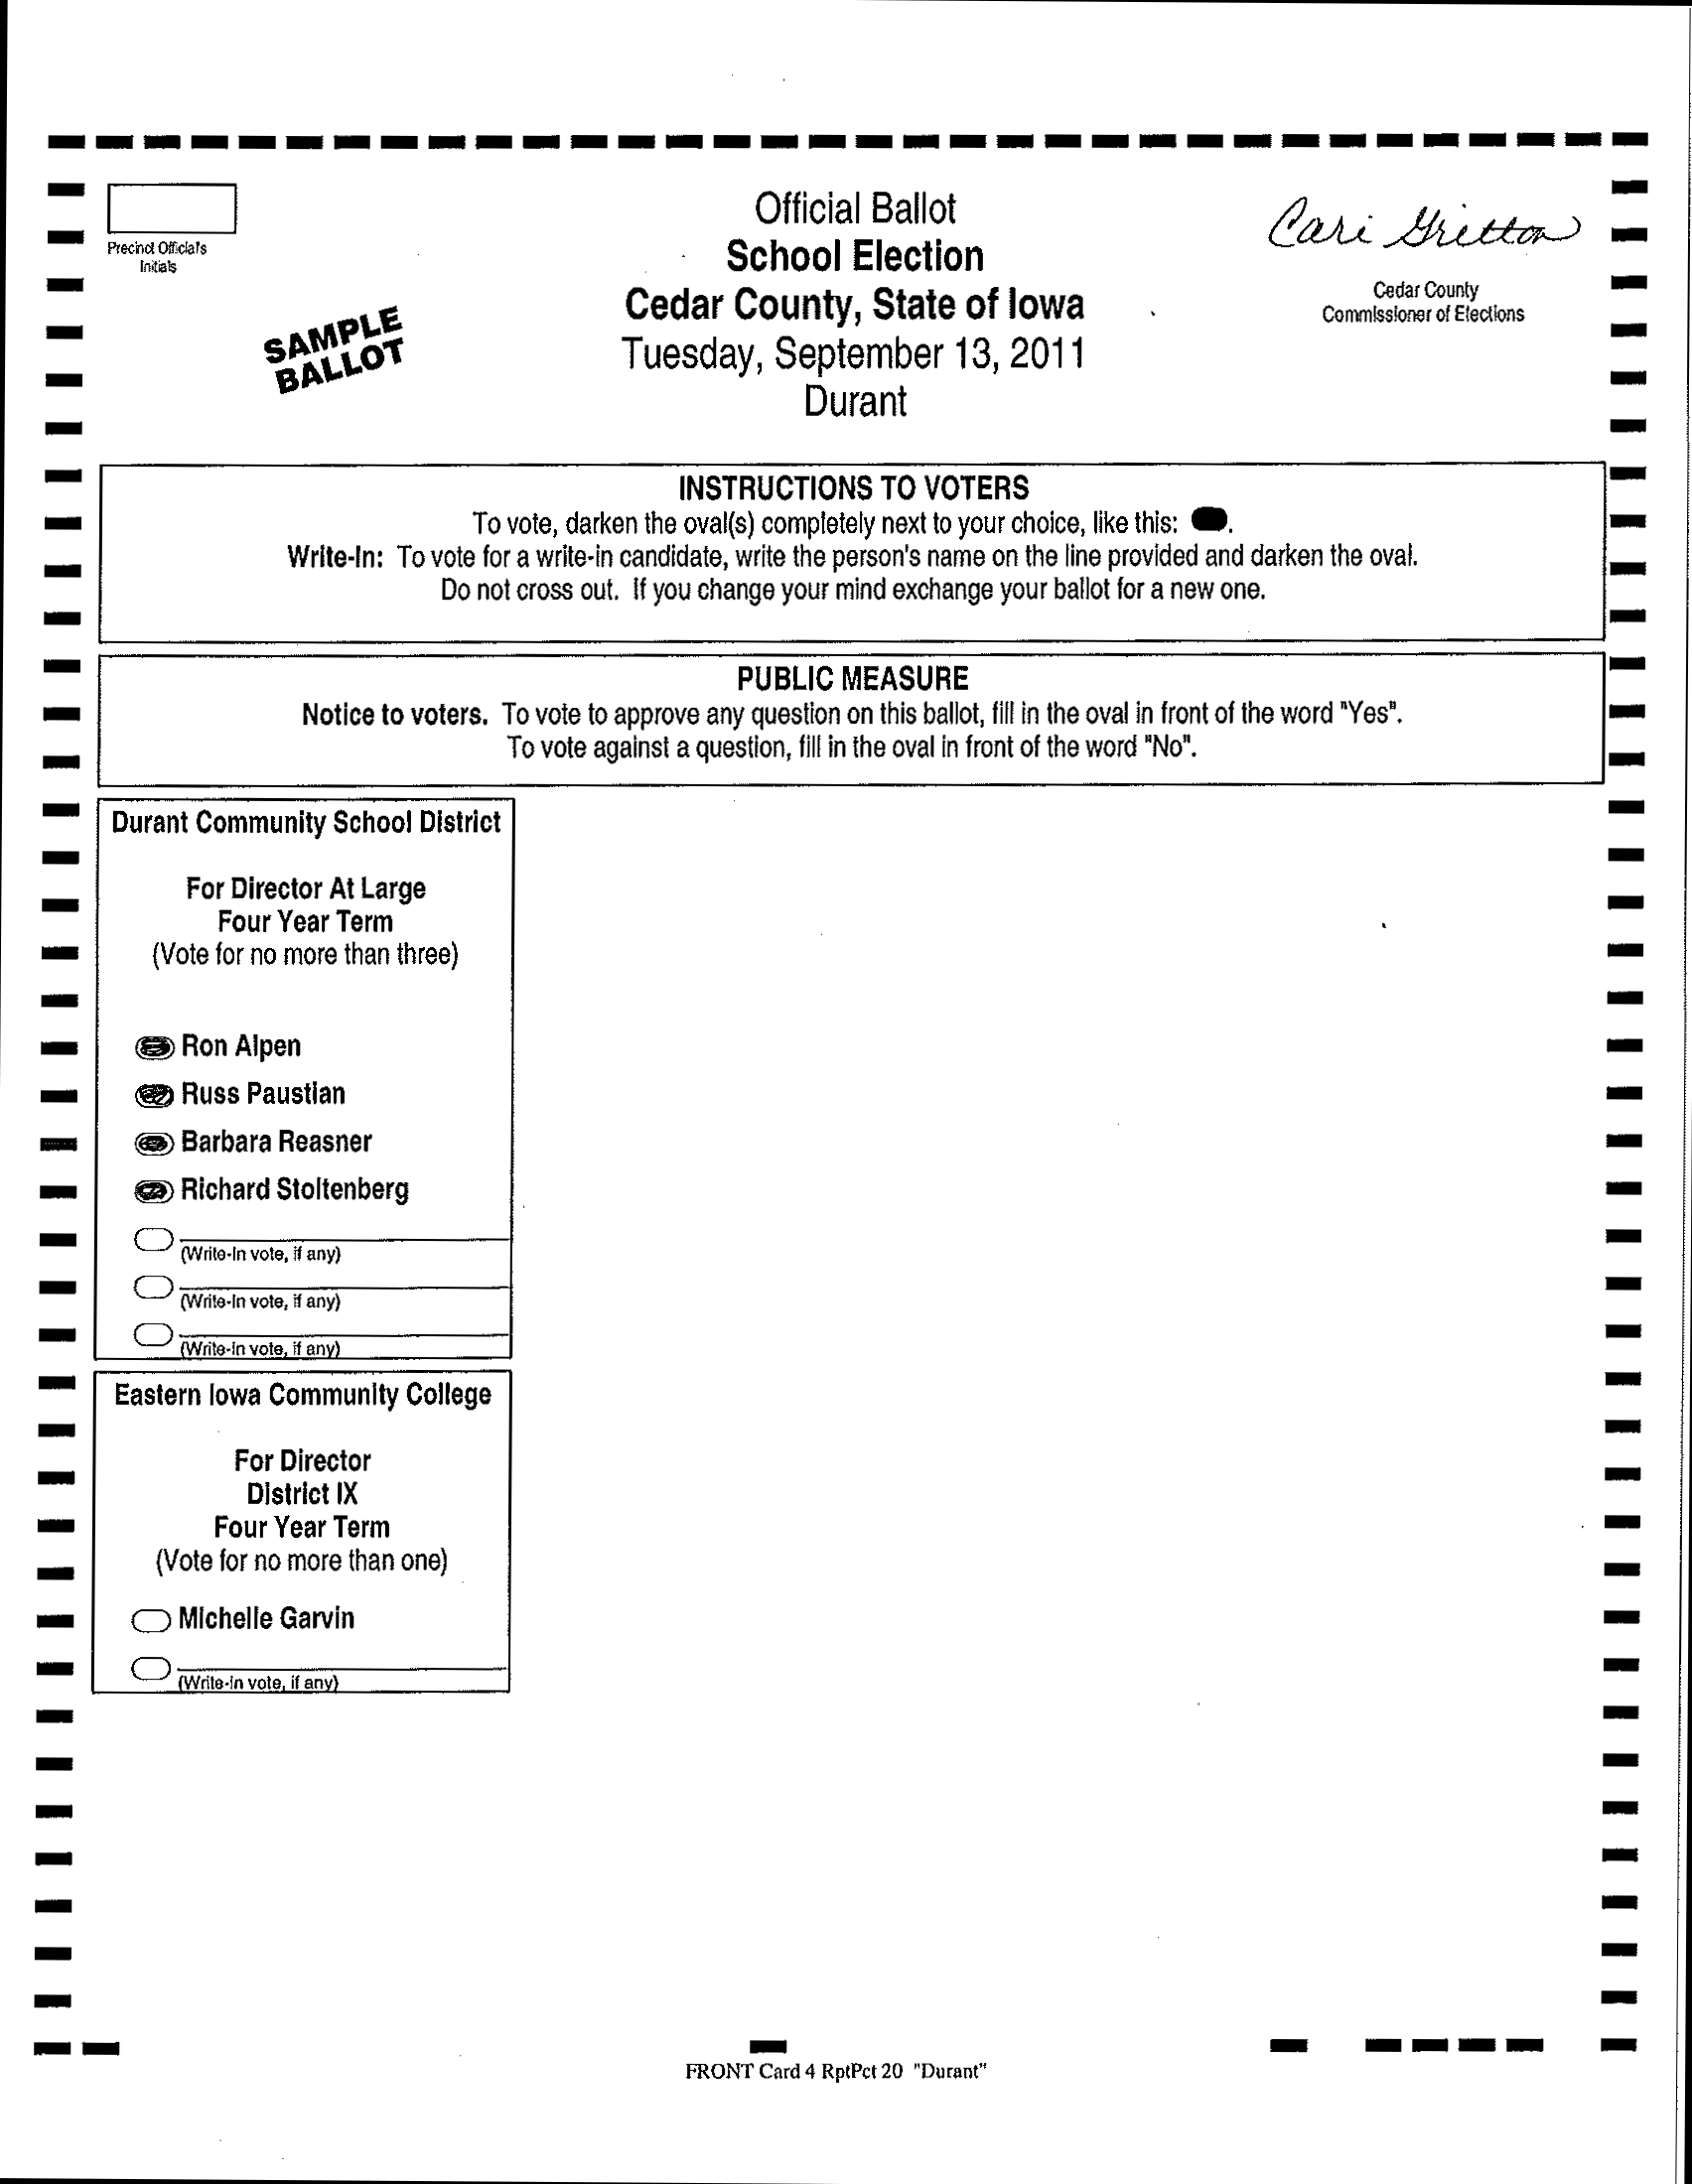 Official Ballot
School Election
Cedar County, State of Iowa
Tuesday, September 13, 2011
Durant
Precinct Official's
Initials
SAMPLE
BALLOT
Cari Gritton
Cedar County
Commissioner of Elections
INSTRUCTIONS TO VOTERS
To vote, darken the oval(s) completely next to your choice, like this: .
Write-In: To vote for a write-in candidate, write the person's name on the line provided and darken the oval.
Do not cross out. If you change your mind exchange your ballot for a new one.
PUBLIC MEASURE
Notice to voters. To vote to approve any question on this ballot, fill in the oval in front of the word "Yes".
To vote against a question, fill in the oval in front of the word "No".
Durant Community School District
For Director At Large
Four Year Term
(Vote for no more than three)
Ron Alpen
Russ Paustian
Barbara Reasner
Richard Stoltenberg
(Write-In vote, if any)
(Write-In vote, if any)
(Write-In vote, if any)
Eastern Iowa Community College
For Director
District IX
Four Year Term
(Vote for no more than one)
Michelle Garvin
(Write-In vote, if any)
FRONT Card 4 RptPct 20 "Durant"